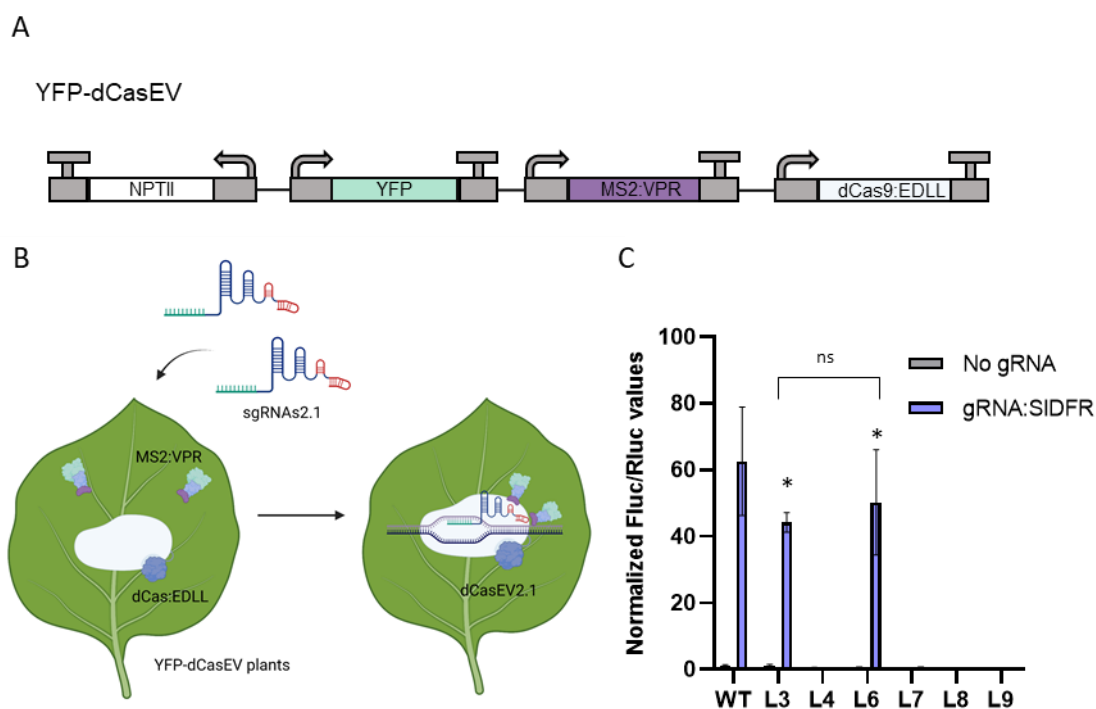 A
YFP-dCasEV
NPTII
YFP
MS2:VPR
dCas9:EDLL
B
sgRNAs2.1
MS2:VPR
dCas:EDLL
YFP-dCasEV plants
dCasEV2.1
C
Normalized Fluc/Rluc values
100
80
60
40
20
0
ns
*
*
No gRNA
gRNA:SlDFR
WT L3 L4 L6 L7 L8 L9